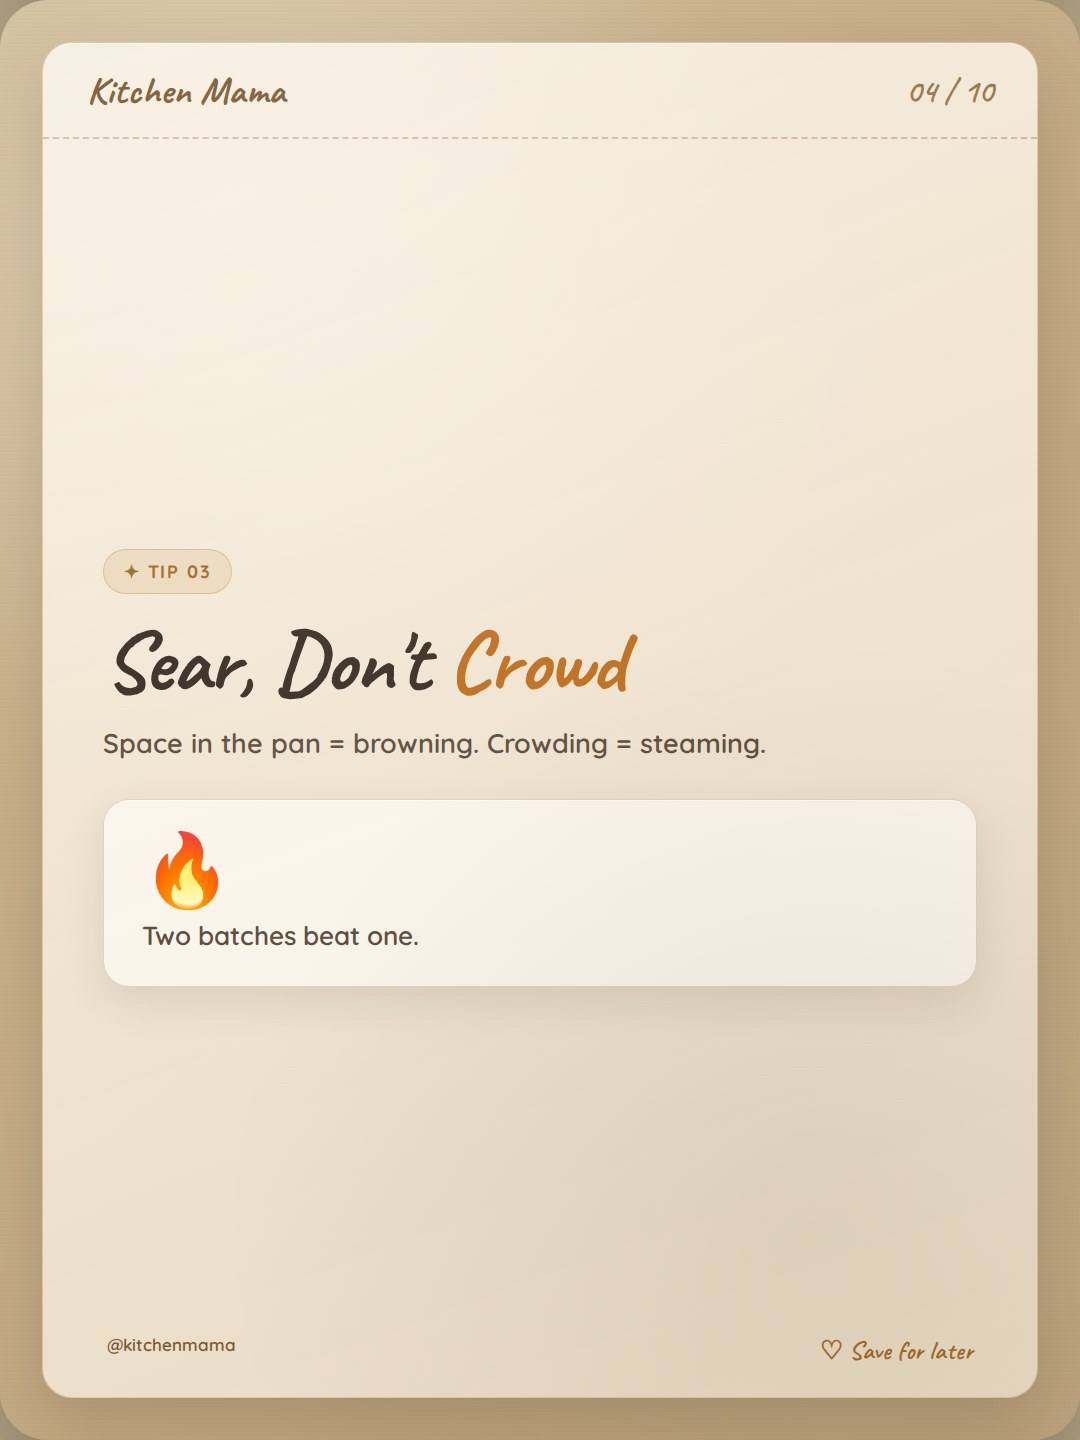 Kitchen Mama
04 / 10
✦ TIP 03
Sear, Don't Crowd
Space in the pan = browning. Crowding = steaming.
🔥
Two batches beat one.
@kitchenmama
♡ Save for later